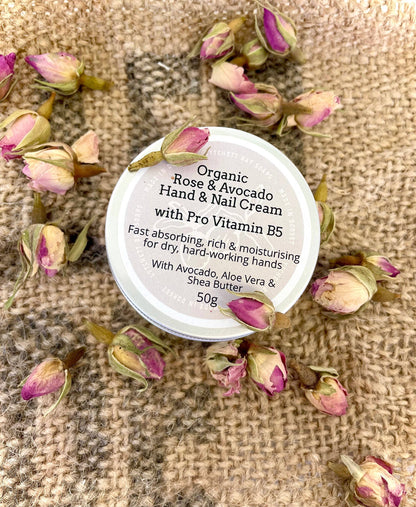 Organic
Rose & Avocado
Hand & Nail Cream
with Pro Vitamin B5
Fast absorbing, rich & moisturising
for dry, hard-working hands
With Avocado, Aloe Vera &
Shea Butter
50g